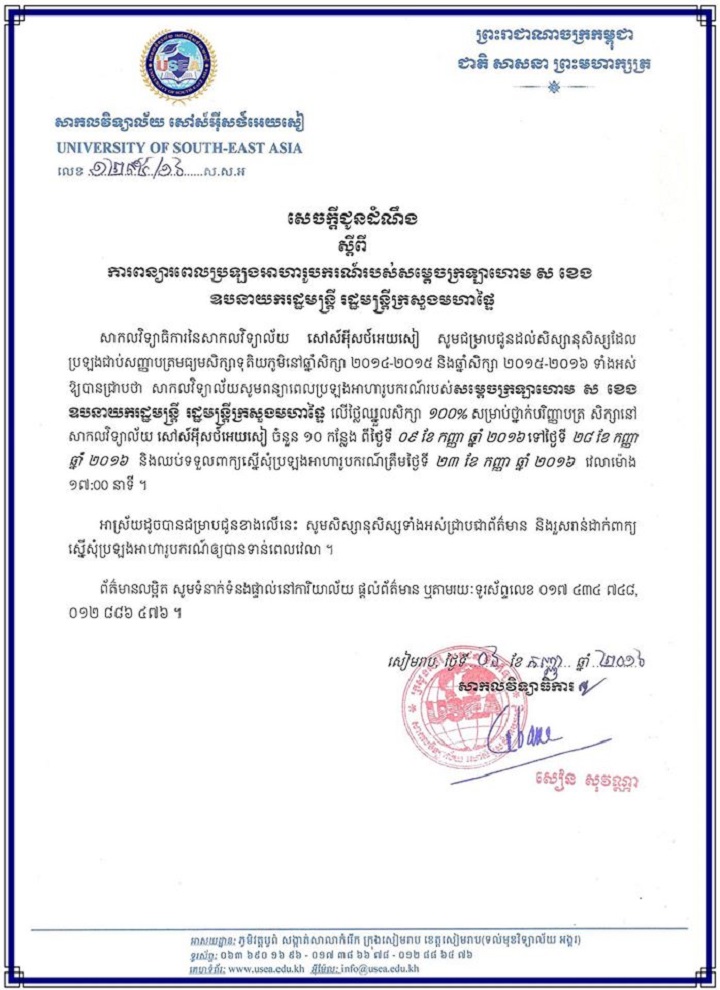 ព្រះរាជាណាចក្រកម្ពុជា
ជាតិ សាសនា ព្រះមហាក្សត្រ
USEA
សាកលវិទ្យាល័យ សៅស៍អ៊ីសថ៍អេយសៀ
UNIVERSITY OF SOUTH-EAST ASIA
លេខ ១២៩៤/១៦ ស.ស.អ
សេចក្តីជូនដំណឹង
ស្តីពី
ការពន្យារពេលប្រឡងអាហារូបករណ៍របស់សម្តេចក្រឡាហោម ស ខេង
ឧបនាយករដ្ឋមន្ត្រី រដ្ឋមន្ត្រីក្រសួងមហាផ្ទៃ
សាកលវិទ្យាធិការនៃសាកលវិទ្យាល័យ សៅស៍អ៊ីសថ៍អេយសៀ សូមជម្រាបជូនដល់សិស្សានុសិស្សដែល
ប្រឡងជាប់សញ្ញាបត្រមធ្យមសិក្សាទុតិយភូមិនៅឆ្នាំសិក្សា ២០១៤-២០១៥ និងឆ្នាំសិក្សា ២០១៥-២០១៦ ទាំងអស់
ឱ្យបានជ្រាបថា សាកលវិទ្យាល័យសូមពន្យាពេលប្រឡងអាហារូបករណ៍របស់សម្តេចក្រឡាហោម ស ខេង
ឧបនាយករដ្ឋមន្ត្រី រដ្ឋមន្ត្រីក្រសួងមហាផ្ទៃ លើថ្លៃឈ្នួលសិក្សា ១០០% សម្រាប់ថ្នាក់បរិញ្ញាបត្រ សិក្សានៅ
សាកលវិទ្យាល័យ សៅស៍អ៊ីសថ៍អេយសៀ ចំនួន ១០ កន្លែង ពីថ្ងៃទី ០៩ ខែ កញ្ញា ឆ្នាំ ២០១៦ទៅថ្ងៃទី ២៨ ខែ កញ្ញា
ឆ្នាំ ២០១៦ និងឈប់ទទួលពាក្យស្នើសុំប្រឡងអាហារូបករណ៍ត្រឹមថ្ងៃទី ២៣ ខែ កញ្ញា ឆ្នាំ ២០១៦ វេលាម៉ោង
១៧:០០ នាទី ។
អាស្រ័យដូចបានជម្រាបជូនខាងលើនេះ សូមសិស្សានុសិស្សទាំងអស់ជ្រាបជាព័ត៌មាន និងរួសរាន់ដាក់ពាក្យ
ស្នើសុំប្រឡងអាហារូបករណ៍ឲ្យបានទាន់ពេលវេលា ។
ព័ត៌មានលម្អិត សូមទំនាក់ទំនងផ្ទាល់នៅការិយាល័យ ផ្តល់ព័ត៌មាន ឬតាមរយៈទូរស័ព្ទលេខ ០១៧ ៤៣៤ ៧៤៨,
០១២ ៨៨៦ ៤៧៦ ៕
សៀមរាប, ថ្ងៃទី ០៦ ខែ កញ្ញា ឆ្នាំ ២០១៦
សាកលវិទ្យាធិការ
USEA
សៀន សុវណ្ណា
អាសយដ្ឋាន: ភូមិវត្តបូព៌ សង្កាត់សាលាកំរើក ក្រុងសៀមរាប ខេត្តសៀមរាប(ទល់មុខវិទ្យាល័យ អង្គរ)
ទូរស័ព្ទ: ០៦៣ ៦៩០ ១៦ ៩៦ - ០១៧ ៣៨ ៦៦ ៧៨ - ០១២ ៨៨ ៦៤ ៧៦
គេហទំព័រ: www.usea.edu.kh អ៊ីម៉ែល: info@usea.edu.kh